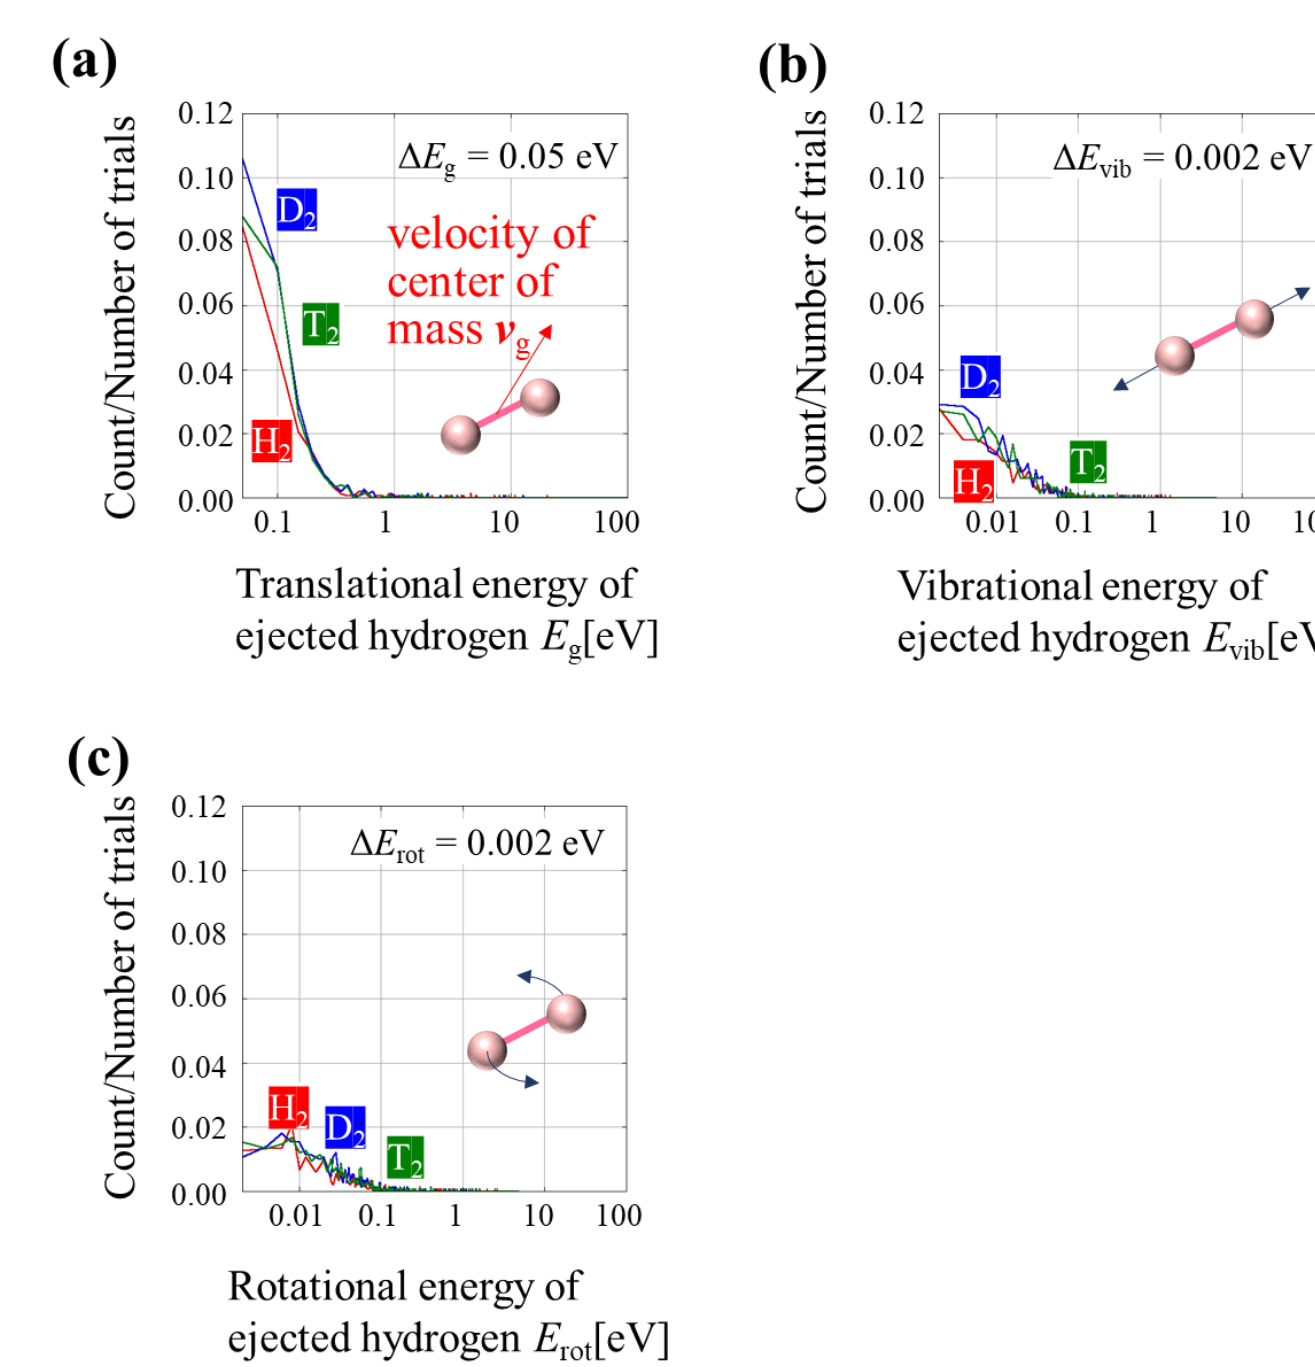 (a)
Count/Number of trials
0.12
0.10
0.08
0.06
0.04
0.02
0.00
ΔEg = 0.05 eV
D2
T2
H2
velocity of
center of
mass vg
0.1 1 10 100
Translational energy of
ejected hydrogen Eg[eV]
(b)
Count/Number of trials
0.12
0.10
0.08
0.06
0.04
0.02
0.00
ΔEvib = 0.002 eV
D2
H2
T2
0.01 0.1 1 10 10
Vibrational energy of
ejected hydrogen Evib[eV
(c)
Count/Number of trials
0.12
0.10
0.08
0.06
0.04
0.02
0.00
ΔErot = 0.002 eV
H2
D2
T2
0.01 0.1 1 10 100
Rotational energy of
ejected hydrogen Erot[eV]